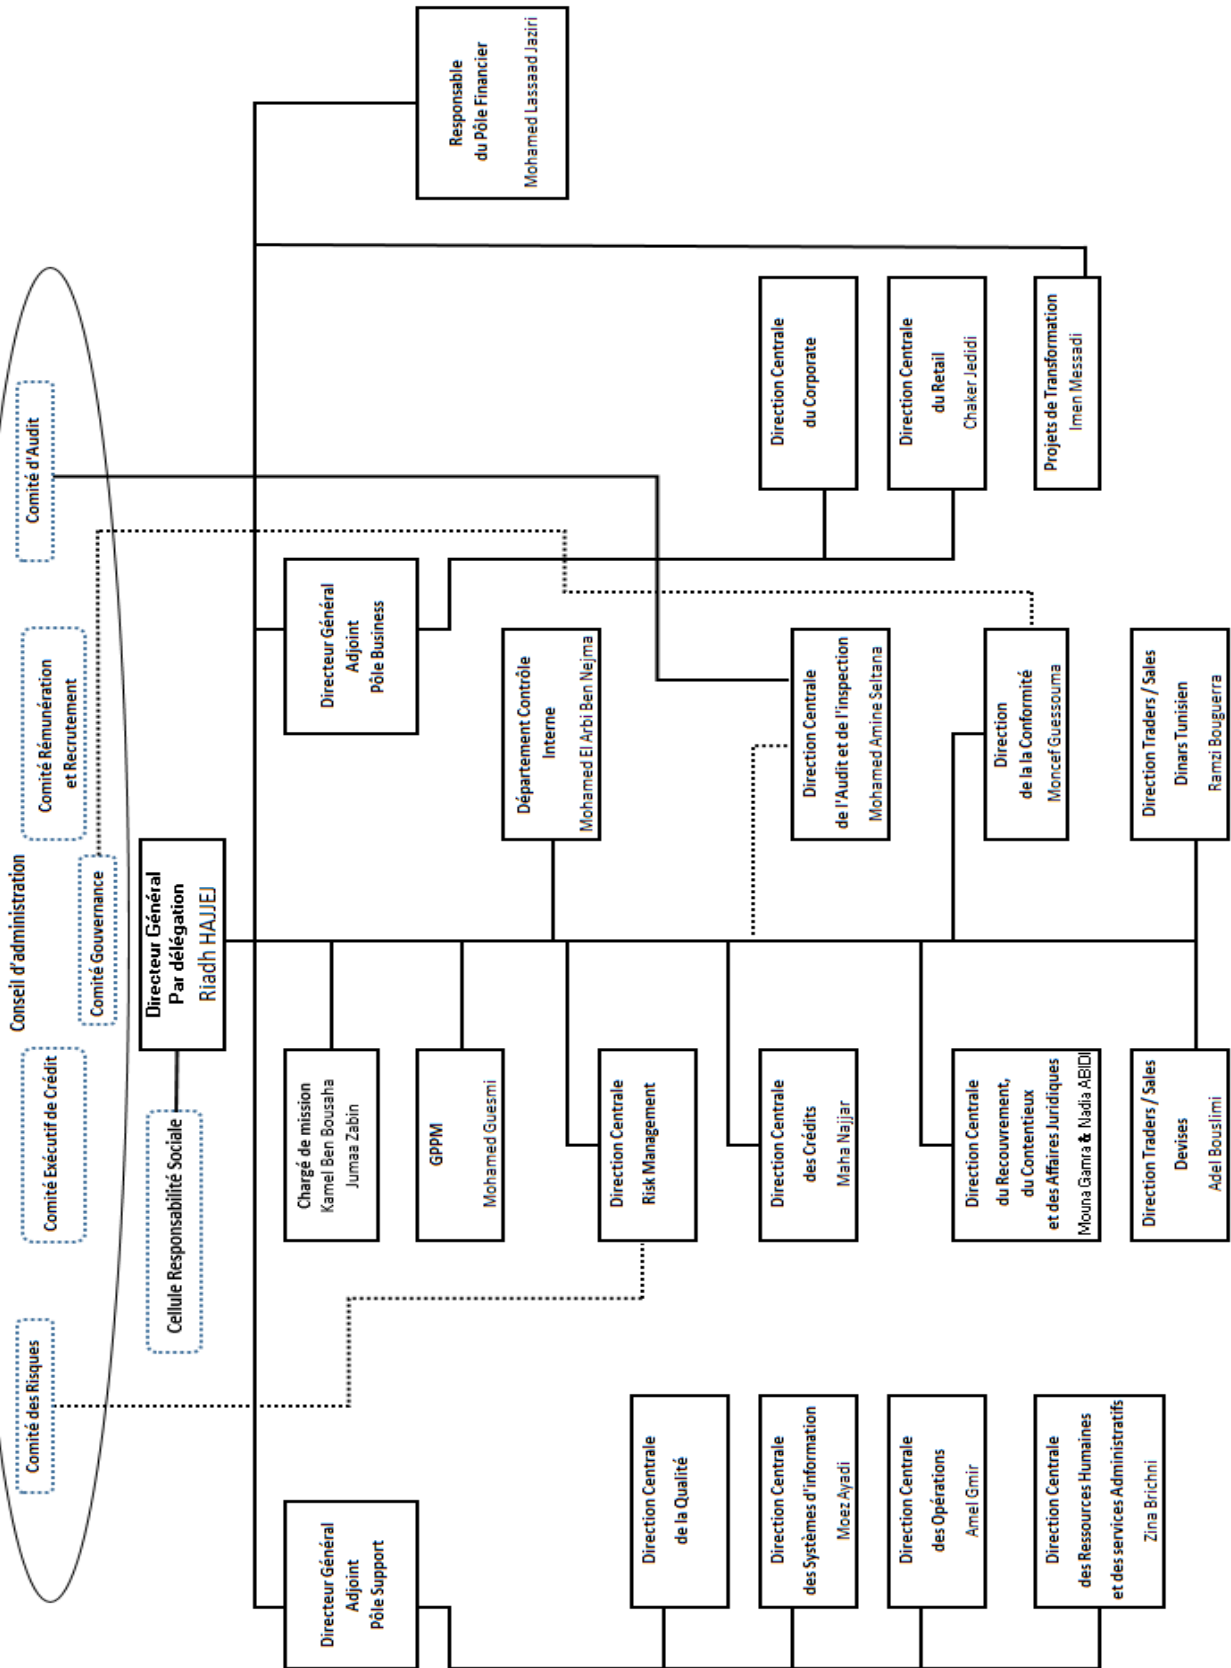 Conseil d'administration
Comité des Risques
Comité Exécutif de Crédit
Comité Gouvernance
Comité Rémunération
et Recrutement
Comité d'Audit
Cellule Responsabilité Sociale
Directeur Général
Par délégation
Riadh HAJJEJ
Directeur Général
Adjoint
Pôle Support
Chargé de mission
Kamel Ben Bousaha
Jumaa Zabin
Directeur Général
Adjoint
Pôle Business
Responsable
du Pôle Financier
Mohamed Lassaad Jaziri
GPPM
Mohamed Guesmi
Département Contrôle
Interne
Mohamed El Arbi Ben Nejma
Direction Centrale
Risk Management
Direction Centrale
de la Qualité
Direction Centrale
des Systèmes d'information
Moez Ayadi
Direction Centrale
des Crédits
Maha Najjar
Direction Centrale
de l'Audit et de l'inspection
Mohamed Amine Seltana
Direction Centrale
du Corporate
Direction Centrale
des Opérations
Amel Gmir
Direction Centrale
du Retail
Chaker Jedidi
Direction Centrale
du Recouvrement,
du Contentieux
et des Affaires Juridiques
Mouna Gamra & Nadia ABIDI
Direction
de la la Conformité
Moncef Guessouma
Direction Centrale
des Ressources Humaines
et des services Administratifs
Zina Brichni
Projets de Transformation
Imen Messadi
Direction Traders / Sales
Devises
Adel Bouslimi
Direction Traders / Sales
Dinars Tunisien
Ramzi Bouguerra